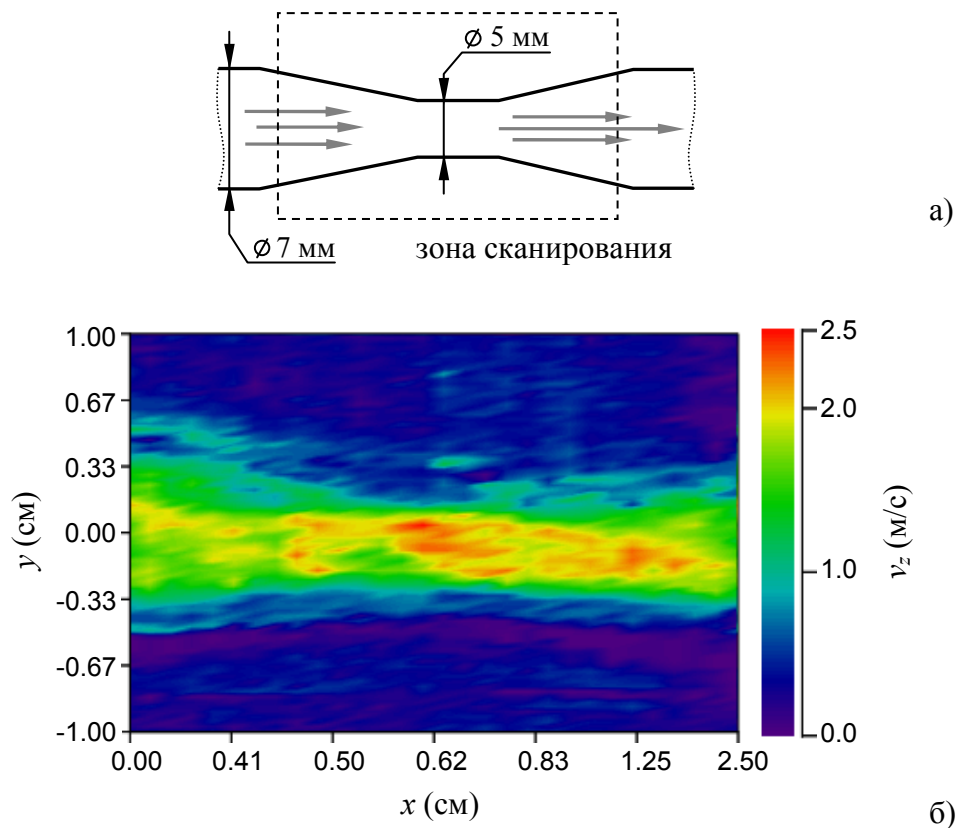 Ø 5 мм
а)
Ø 7 мм
зона сканирования
1.00
0.67
0.33
0.00
-0.33
-0.67
-1.00
y (см)
0.00 0.41 0.50 0.62 0.83 1.25 2.50
x (см)
2.5
2.0
1.0
0.0
v_z (м/с)
б)